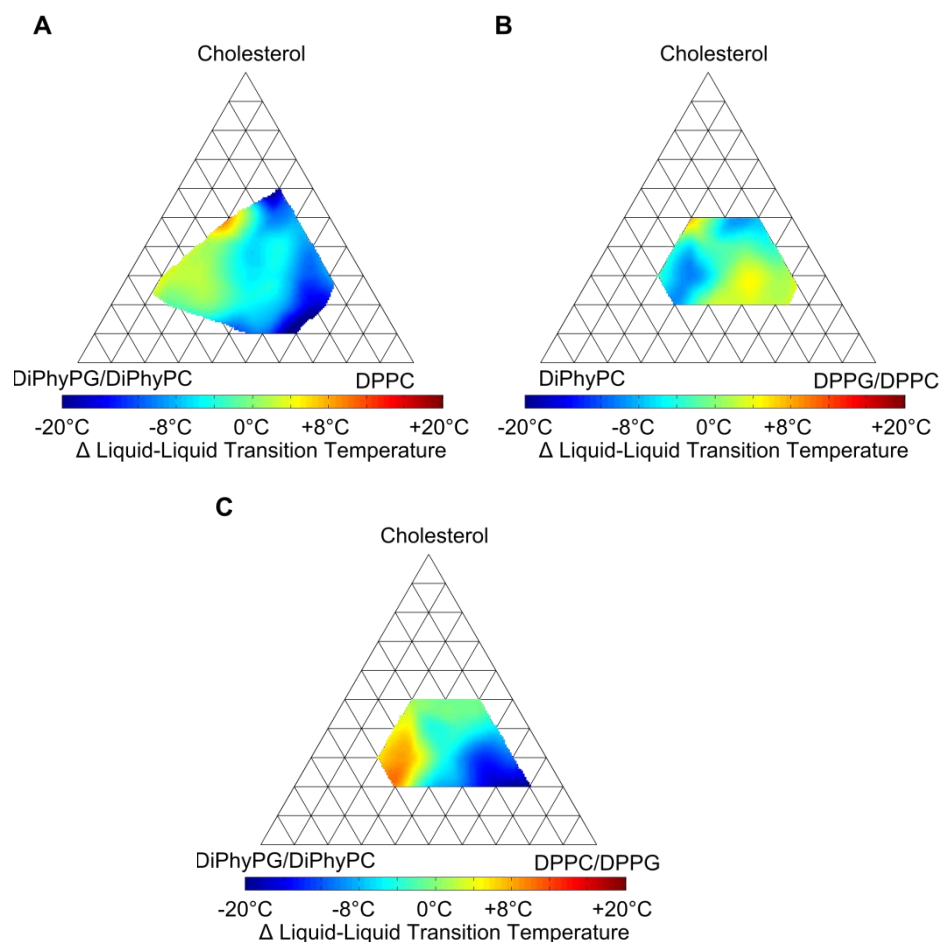 A
Cholesterol
DiPhyPG/DiPhyPC DPPC
-20°C -8°C 0°C +8°C +20°C
Δ Liquid-Liquid Transition Temperature
B
Cholesterol
DiPhyPC DPPG/DPPC
-20°C -8°C 0°C +8°C +20°C
Δ Liquid-Liquid Transition Temperature
C
Cholesterol
DiPhyPG/DiPhyPC DPPC/DPPG
-20°C -8°C 0°C +8°C +20°C
Δ Liquid-Liquid Transition Temperature